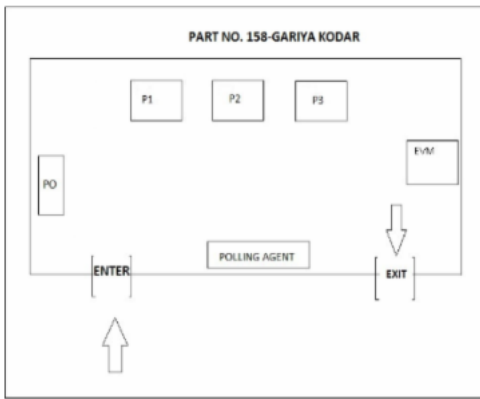 PART NO. 158-GARIYA KODAR
P1 P2 P3
EVM
PO
POLLING AGENT
ENTER EXIT